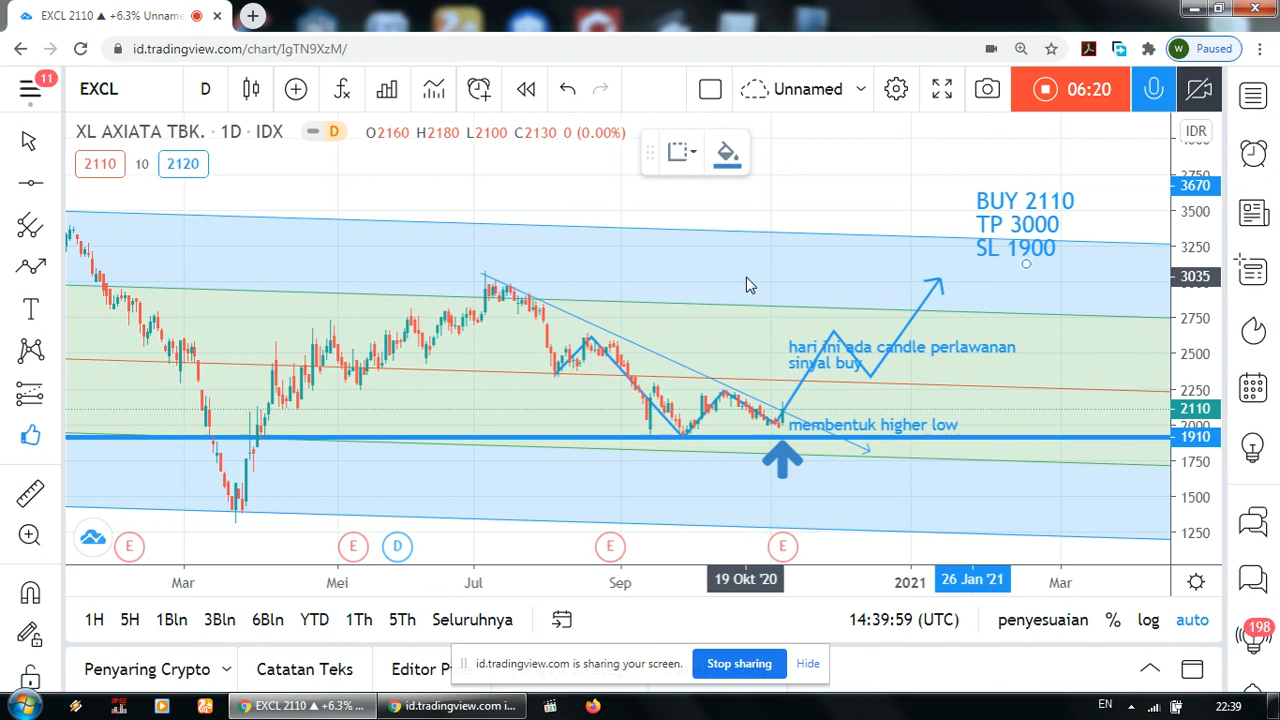 EXCL 2110 ▲ +6.3% Unname
id.tradingview.com/chart/IgTN9XzM/
W Paused
11
EXCL
D
Unnamed
06:20
XL AXIATA TBK. · 1D · IDX
D
O2160 H2180 L2100 C2130 0 (0.00%)
IDR
2110 10 2120
3670
BUY 2110
TP 3000
SL 1900
3500
3250
3035
2750
hari ini ada candle perlawanan
sinyal buy
2500
2250
2110
membentuk higher low
1910
1750
1500
1250
E E D E E
Mar Mei Jul Sep 19 Okt '20 2021 26 Jan '21 Mar
1H 5H 1Bln 3Bln 6Bln YTD 1Th 5Th Seluruhnya
14:39:59 (UTC)
penyesuaian % log auto
198
Penyaring Crypto
Catatan Teks
id.tradingview.com is sharing your screen.
Stop sharing
Hide
EXCL 2110 ▲ +6.3% ...
id.tradingview.com i...
EN
22:39